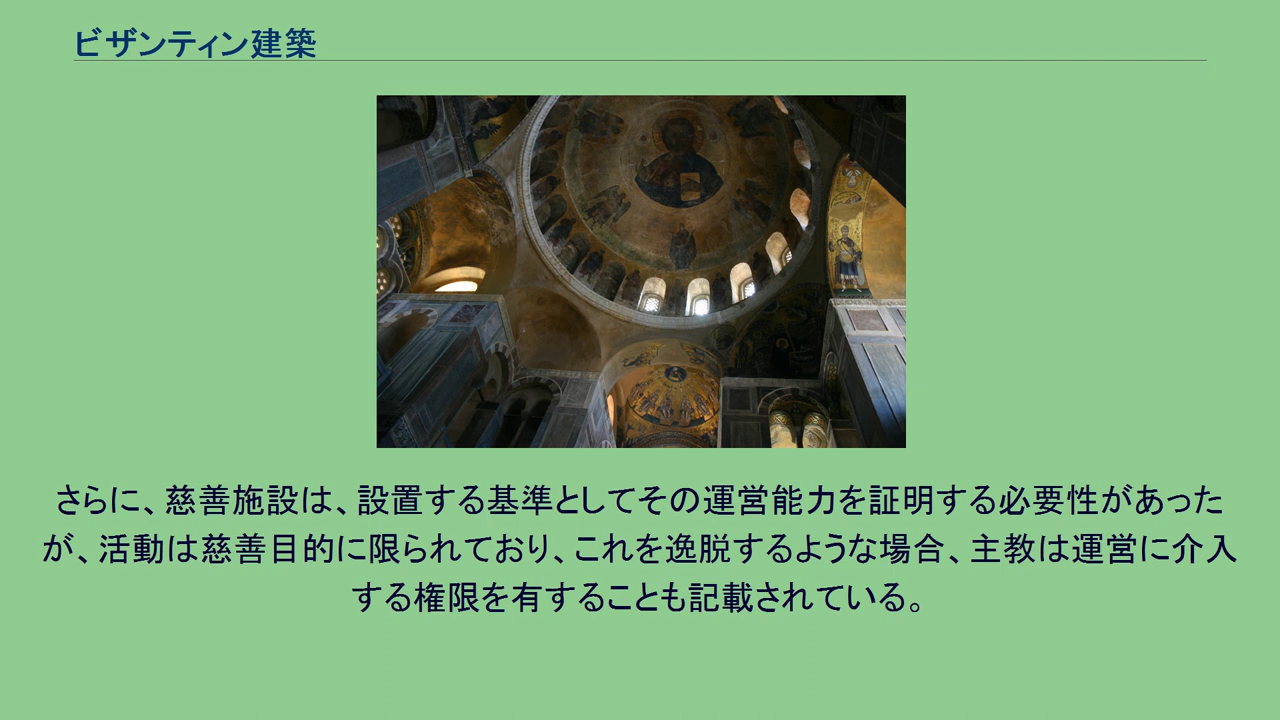 ビザンティン建築
さらに、慈善施設は、設置する基準としてその運営能力を証明する必要性があった
が、活動は慈善目的に限られており、これを逸脱するような場合、主教は運営に介入
する権限を有することも記載されている。